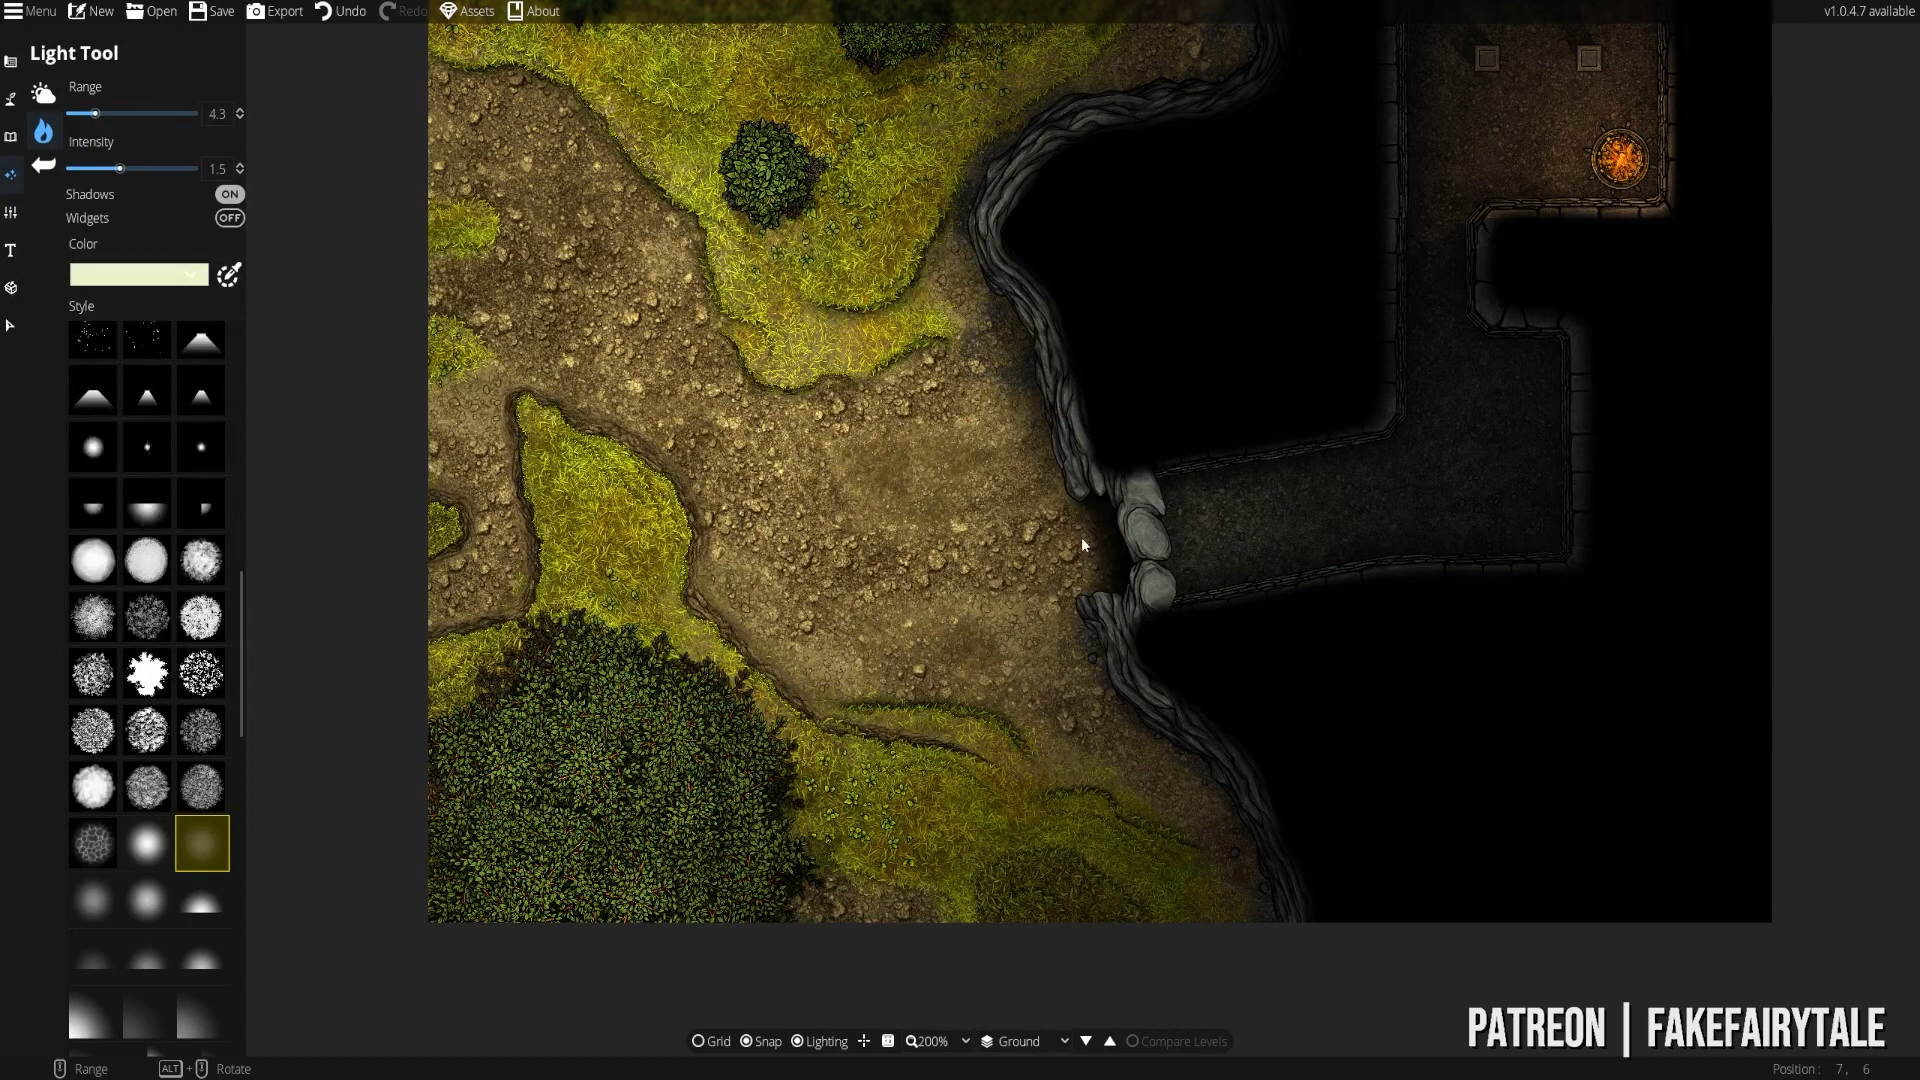 Menu New Open Save Export Undo Redo Assets About v1.0.4.7 available
Light Tool
Range
4.3
Intensity
1.5
Shadows ON
Widgets OFF
Color
Style
PATREON | FAKEFAIRYTALE
Grid Snap Lighting 200% Ground Compare Levels
Range ALT + Rotate Position : 7, 6